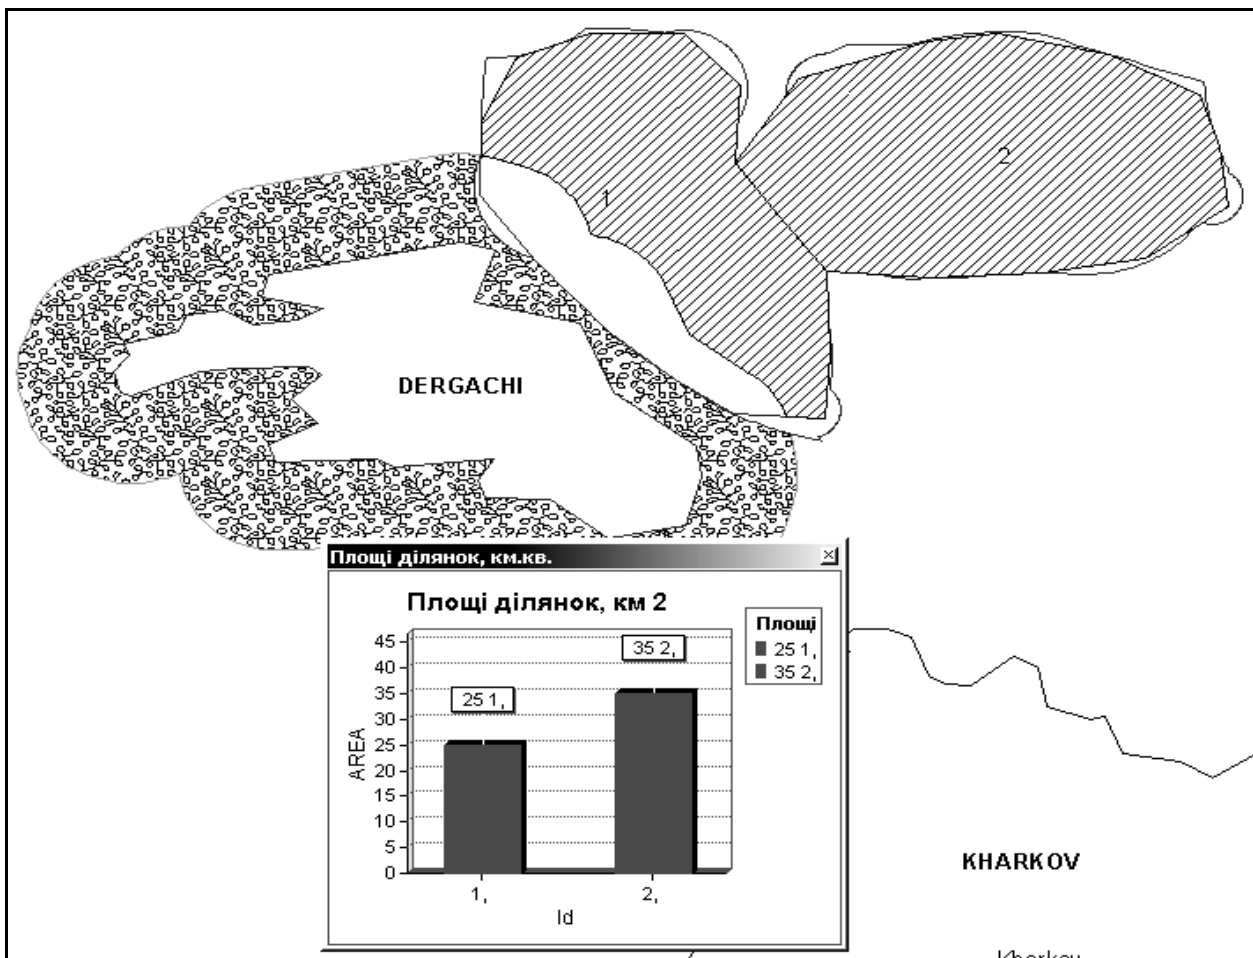 1
2
DERGACHI
Площі ділянок, км.кв.
Площі ділянок, км 2
Площі
25 1,
35 2,
45
40
35
30
25
20
15
10
5
0
AREA
25 1,
35 2,
1,
2,
Id
KHARKOV
Kharkov